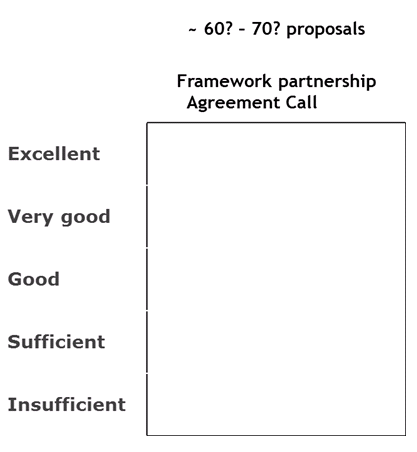 ~ 60? – 70? proposals
Framework partnership
Agreement Call
Excellent
Very good
Good
Sufficient
Insufficient